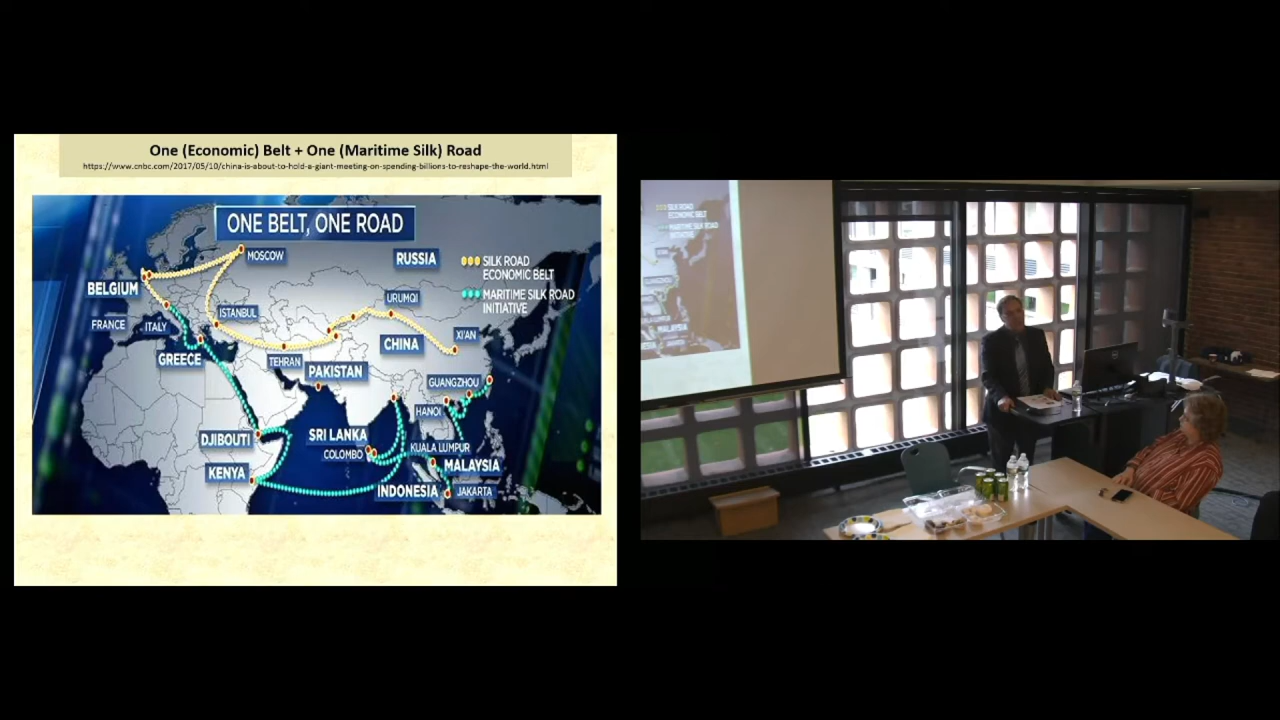 One (Economic) Belt + One (Maritime Silk) Road
https://www.cnbc.com/2017/05/10/china-is-about-to-hold-a-giant-meeting-on-spending-billions-to-reshape-the-world.html
ONE BELT, ONE ROAD
MOSCOW
RUSSIA
SILK ROAD
ECONOMIC BELT
BELGIUM
MARITIME SILK ROAD
INITIATIVE
URUMQI
FRANCE
ITALY
ISTANBUL
XI'AN
CHINA
GREECE
TEHRAN
PAKISTAN
GUANGZHOU
HANOI
DJIBOUTI
SRI LANKA
COLOMBO
KUALA LUMPUR
MALAYSIA
KENYA
INDONESIA
JAKARTA
SILK ROAD
ECONOMIC BELT
MARITIME SILK ROAD
INITIATIVE
MALAYSIA